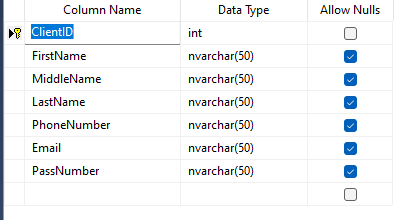 Column Name Data Type Allow Nulls
ClientID int
FirstName nvarchar(50)
MiddleName nvarchar(50)
LastName nvarchar(50)
PhoneNumber nvarchar(50)
Email nvarchar(50)
PassNumber nvarchar(50)